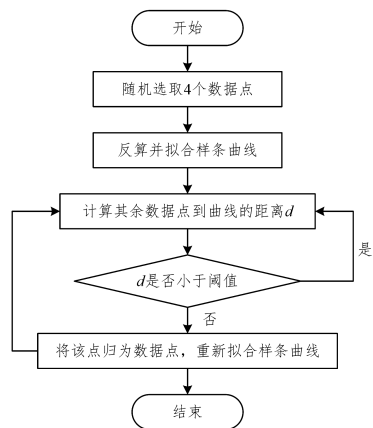 开始
随机选取4个数据点
反算并拟合样条曲线
计算其余数据点到曲线的距离d
是
d是否小于阈值
否
将该点归为数据点，重新拟合样条曲线
结束